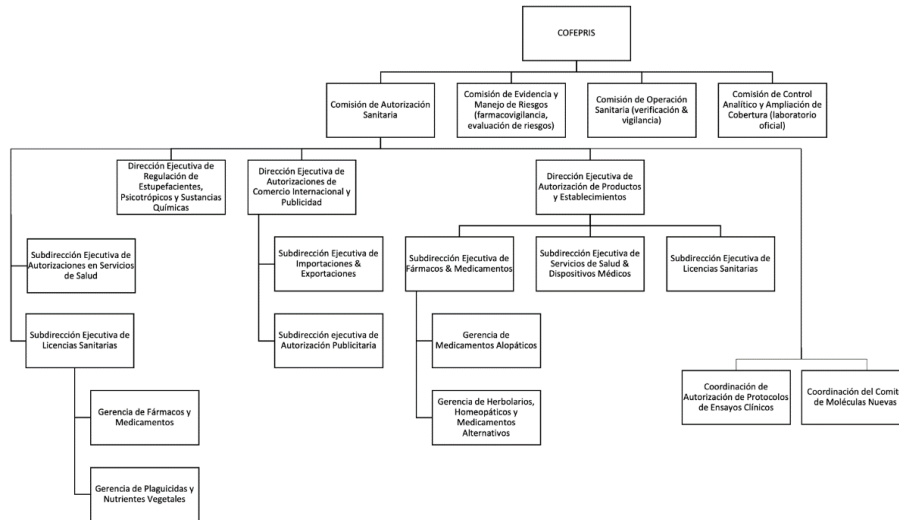 COFEPRIS
Comisión de Autorización
Sanitaria
Comisión de Evidencia y
Manejo de Riesgos
(farmacovigilancia,
evaluación de riesgos)
Comisión de Operación
Sanitaria (verificación &
vigilancia)
Comisión de Control
Analítico y Ampliación de
Cobertura (laboratorio
oficial)
Dirección Ejecutiva de
Regulación de
Estupefacientes,
Psicotrópicos y Sustancias
Químicas
Dirección Ejecutiva de
Autorizaciones de
Comercio Internacional y
Publicidad
Dirección Ejecutiva de
Autorización de Productos
y Establecimientos
Subdirección Ejecutiva de
Autorizaciones en Servicios
de Salud
Subdirección Ejecutiva de
Importaciones &
Exportaciones
Subdirección Ejecutiva de
Fármacos & Medicamentos
Subdirección Ejecutiva de
Servicios de Salud &
Dispositivos Médicos
Subdirección Ejecutiva de
Licencias Sanitarias
Subdirección Ejecutiva de
Licencias Sanitarias
Subdirección ejecutiva de
Autorización Publicitaria
Gerencia de
Medicamentos Alopáticos
Coordinación de
Autorización de Protocolos
de Ensayos Clínicos
Coordinación del Comit
de Moléculas Nuevas
Gerencia de Fármacos y
Medicamentos
Gerencia de Herbolarios,
Homeopáticos y
Medicamentos
Alternativos
Gerencia de Plaguicidas y
Nutrientes Vegetales